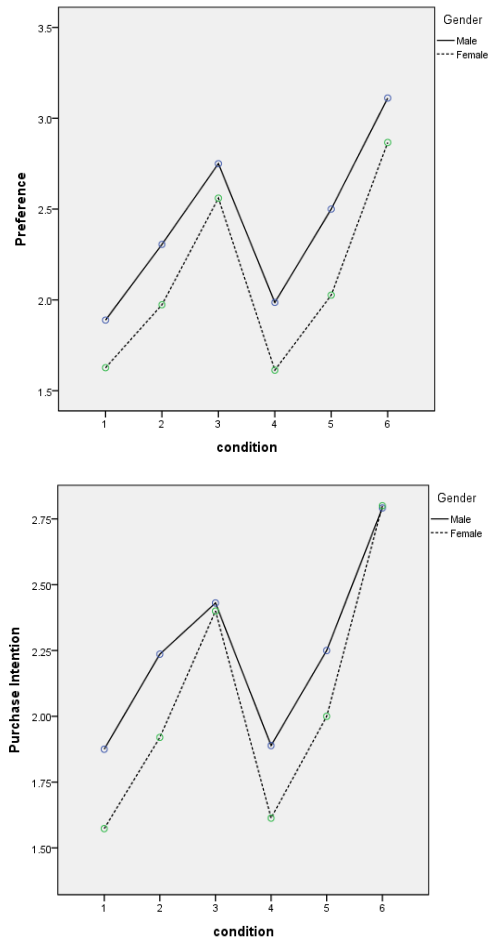 Gender
Male
Female
3.5
3.0
2.5
2.0
1.5
Preference
1 2 3 4 5 6
condition
Gender
Male
Female
2.75
2.50
2.25
2.00
1.75
1.50
Purchase Intention
1 2 3 4 5 6
condition